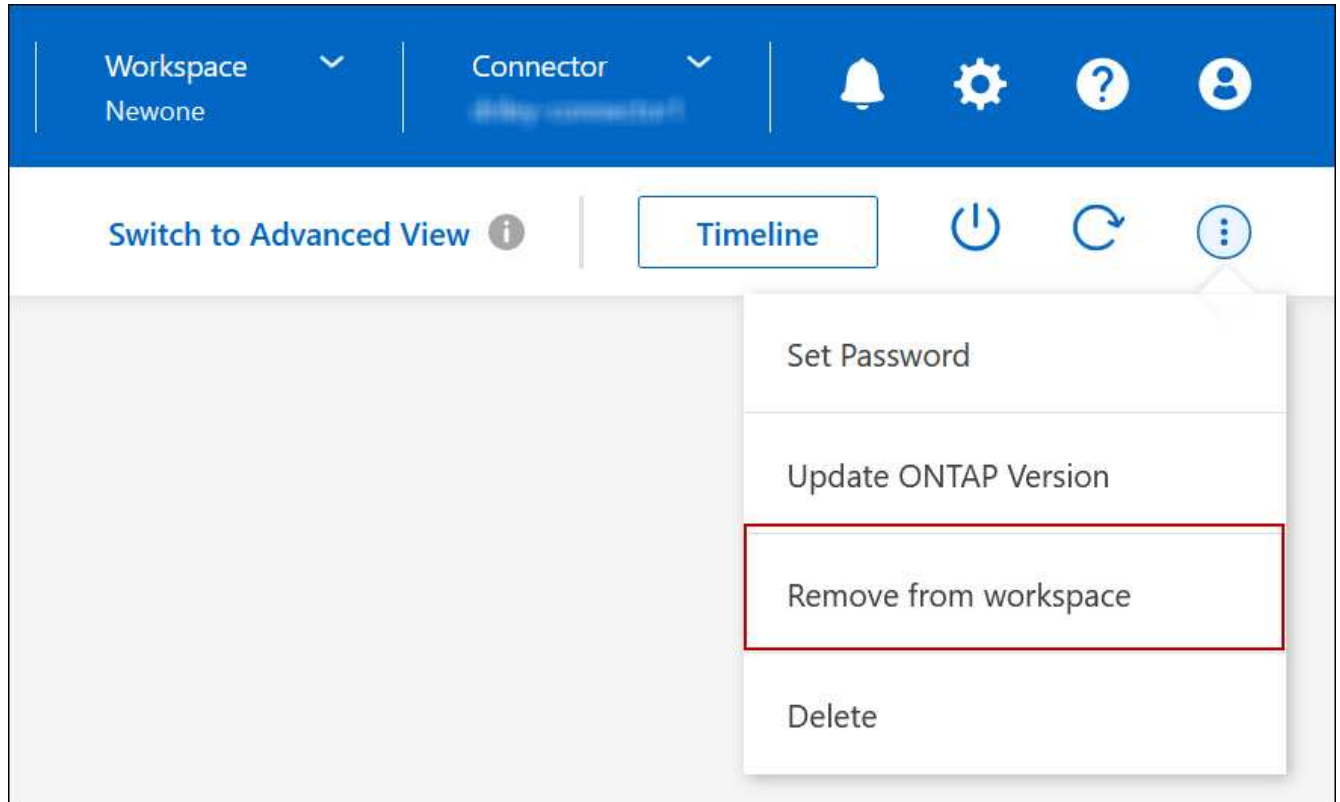 Workspace
Newone
Connector
Switch to Advanced View
Timeline
Set Password
Update ONTAP Version
Remove from workspace
Delete